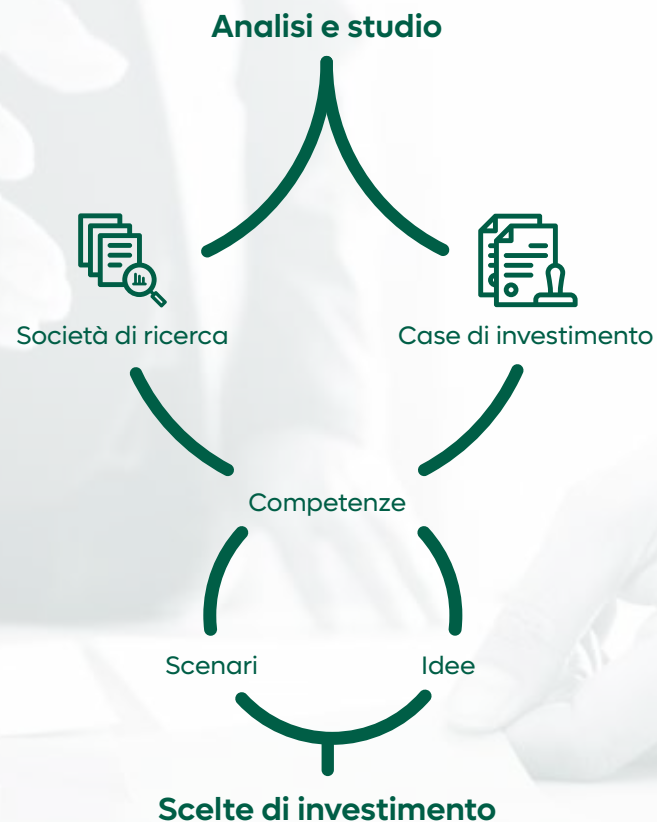 Analisi e studio
Società di ricerca
Case di investimento
Competenze
Scenari
Idee
Scelte di investimento